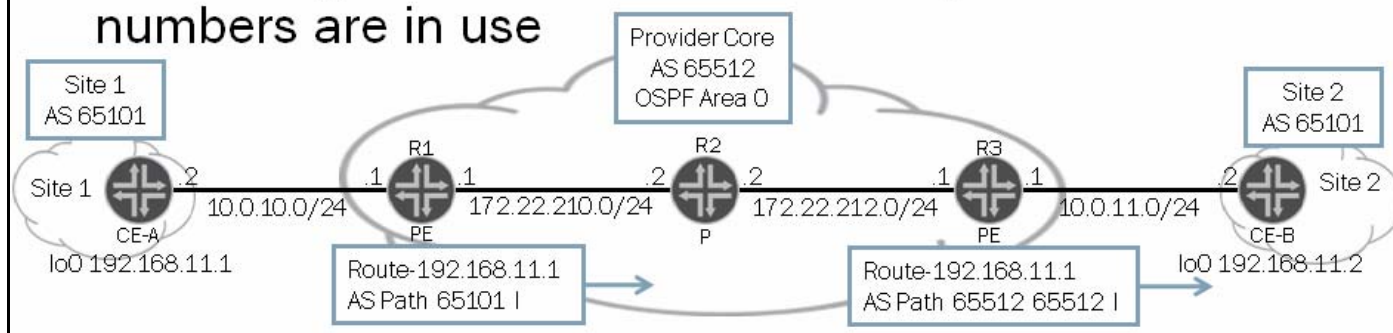 numbers are in use
Provider Core
AS 65512
OSPF Area 0
Site 1
AS 65101
Site 2
AS 65101
R1
R2
R3
Site 1
.2
.1
.1
.2
.2
.1
.1
.2
Site 2
10.0.10.0/24
172.22.210.0/24
172.22.212.0/24
10.0.11.0/24
CE-A
PE
P
PE
CE-B
lo0 192.168.11.1
lo0 192.168.11.2
Route-192.168.11.1
AS Path 65101 I
Route-192.168.11.1
AS Path 65512 65512 I